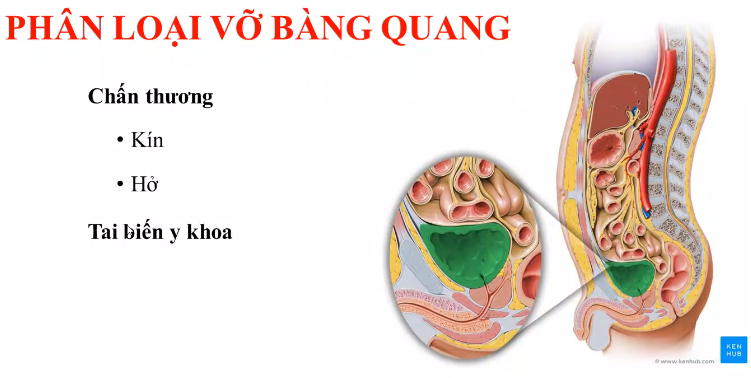 PHÂN LOẠI VỠ BÀNG QUANG
Chấn thương
• Kín
• Hở
Tai biến y khoa
KEN
HUB
© www.kenhub.com